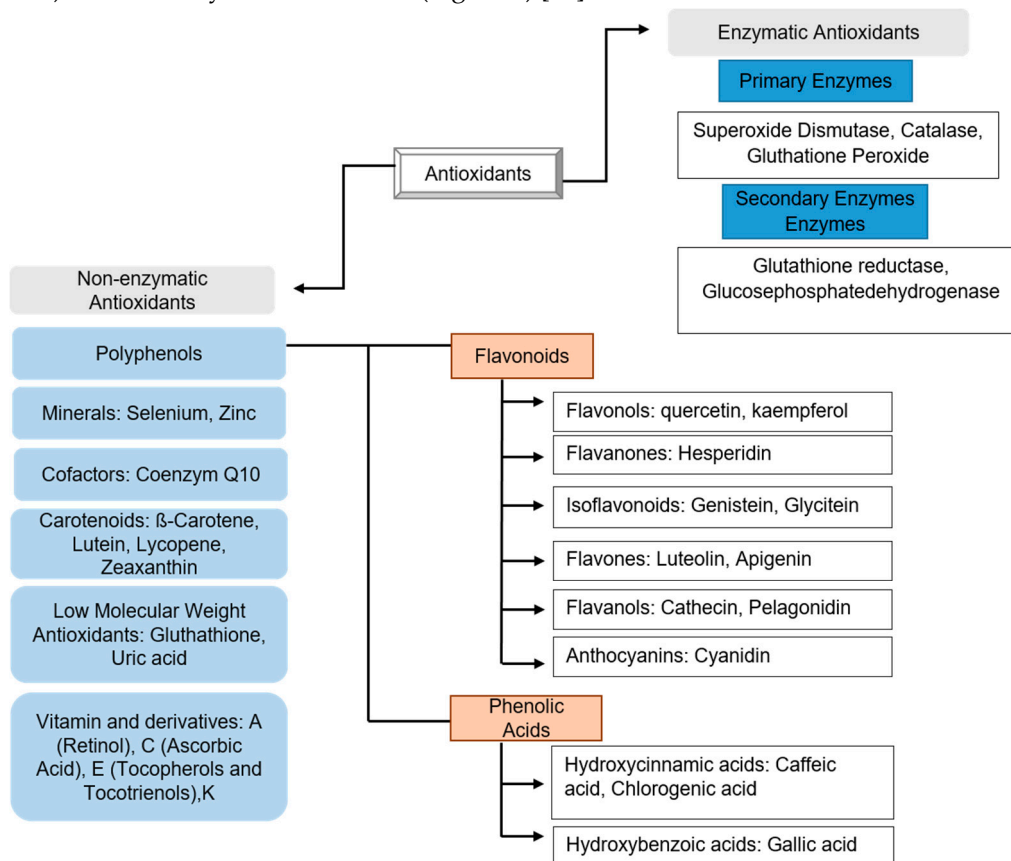 Enzymatic Antioxidants
Primary Enzymes
Superoxide Dismutase, Catalase,
Gluthatione Peroxide
Secondary Enzymes
Enzymes
Glutathione reductase,
Glucosephosphatedehydrogenase
Antioxidants
Non-enzymatic
Antioxidants
Polyphenols
Minerals: Selenium, Zinc
Cofactors: Coenzym Q10
Carotenoids: ß-Carotene,
Lutein, Lycopene,
Zeaxanthin
Low Molecular Weight
Antioxidants: Gluthathione,
Uric acid
Vitamin and derivatives: A
(Retinol), C (Ascorbic
Acid), E (Tocopherols and
Tocotrienols),K
Flavonoids
Flavonols: quercetin, kaempferol
Flavanones: Hesperidin
Isoflavonoids: Genistein, Glycitein
Flavones: Luteolin, Apigenin
Flavanols: Cathecin, Pelagonidin
Anthocyanins: Cyanidin
Phenolic
Acids
Hydroxycinnamic acids: Caffeic
acid, Chlorogenic acid
Hydroxybenzoic acids: Gallic acid